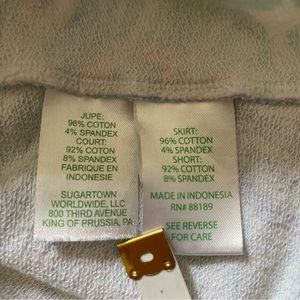 JUPE:
96% COTON
4% SPANDEX
COURT:
92% COTON
8% SPANDEX
FABRIQUE EN
INDONESIE
SUGARTOWN
WORLDWIDE, LLC
800 THIRD AVENUE
KING OF PRUSSIA, PA
SKIRT:
96% COTTON
4% SPANDEX
SHORT:
92% COTTON
8% SPANDEX
MADE IN INDONESIA
RN# 88189
SEE REVERSE
FOR CARE